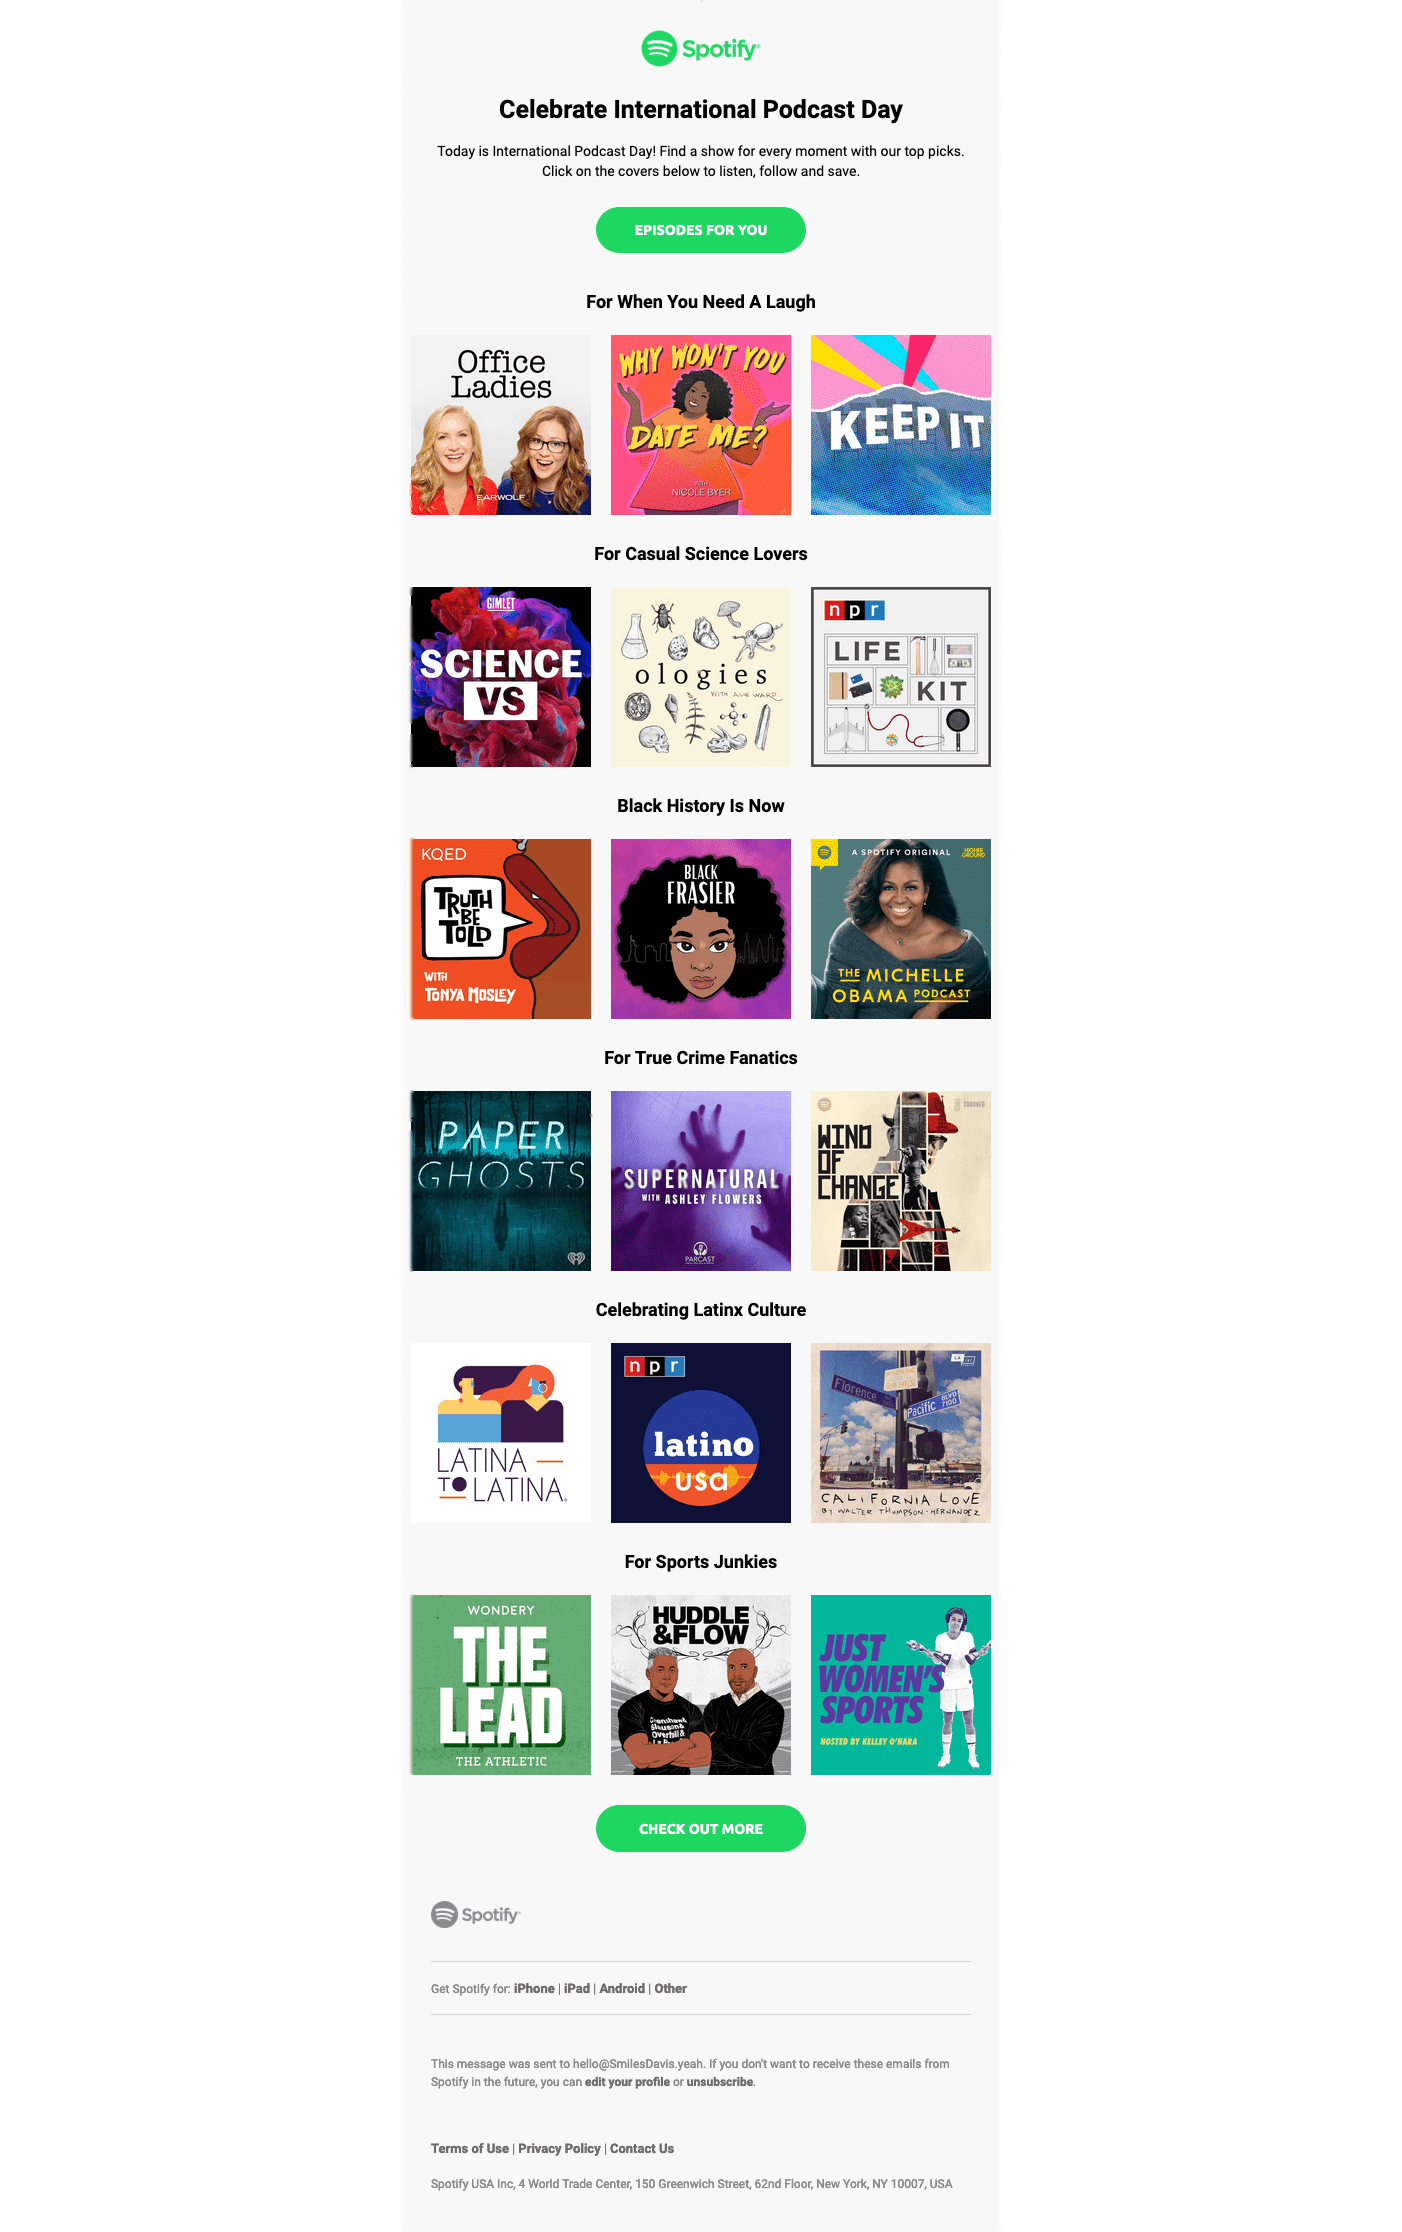 Spotify
Celebrate International Podcast Day
Today is International Podcast Day! Find a show for every moment with our top picks.
Click on the covers below to listen, follow and save.
EPISODES FOR YOU
For When You Need A Laugh
Office
Ladies
EARWOLF
WHY WON'T YOU
DATE ME?
WITH
NICOLE BYER
KEEP IT
For Casual Science Lovers
GIMLET
SCIENCE
VS
ologies
WITH ALIE WARD
npr
LIFE
KIT
Black History Is Now
KQED
TRUTH
BE
TOLD
WITH
TONYA MOSLEY
BLACK
FRASIER
A SPOTIFY ORIGINAL
HIGHER
GROUND
THE MICHELLE
OBAMA PODCAST
For True Crime Fanatics
PAPER
GHOSTS
SUPERNATURAL
WITH ASHLEY FLOWERS
PARCAST
CROOKED
WIND
OF
CHANGE
Celebrating Latinx Culture
LATINA
TO LATINA
npr
latino
usa
Florence
Pacific BLVD
7100
CALIFORNIA LOVE
BY WALTER THOMPSON-HERNANDEZ
For Sports Junkies
WONDERY
THE
LEAD
THE ATHLETIC
HUDDLE
&FLOW
Crenshaw
Slauson&
Overhill&
JUST
WOMEN'S
SPORTS
HOSTED BY KELLEY O'HARA
CHECK OUT MORE
Spotify
Get Spotify for: iPhone | iPad | Android | Other
This message was sent to hello@SmilesDavis.yeah. If you don't want to receive these emails from
Spotify in the future, you can edit your profile or unsubscribe.
Terms of Use | Privacy Policy | Contact Us
Spotify USA Inc, 4 World Trade Center, 150 Greenwich Street, 62nd Floor, New York, NY 10007, USA